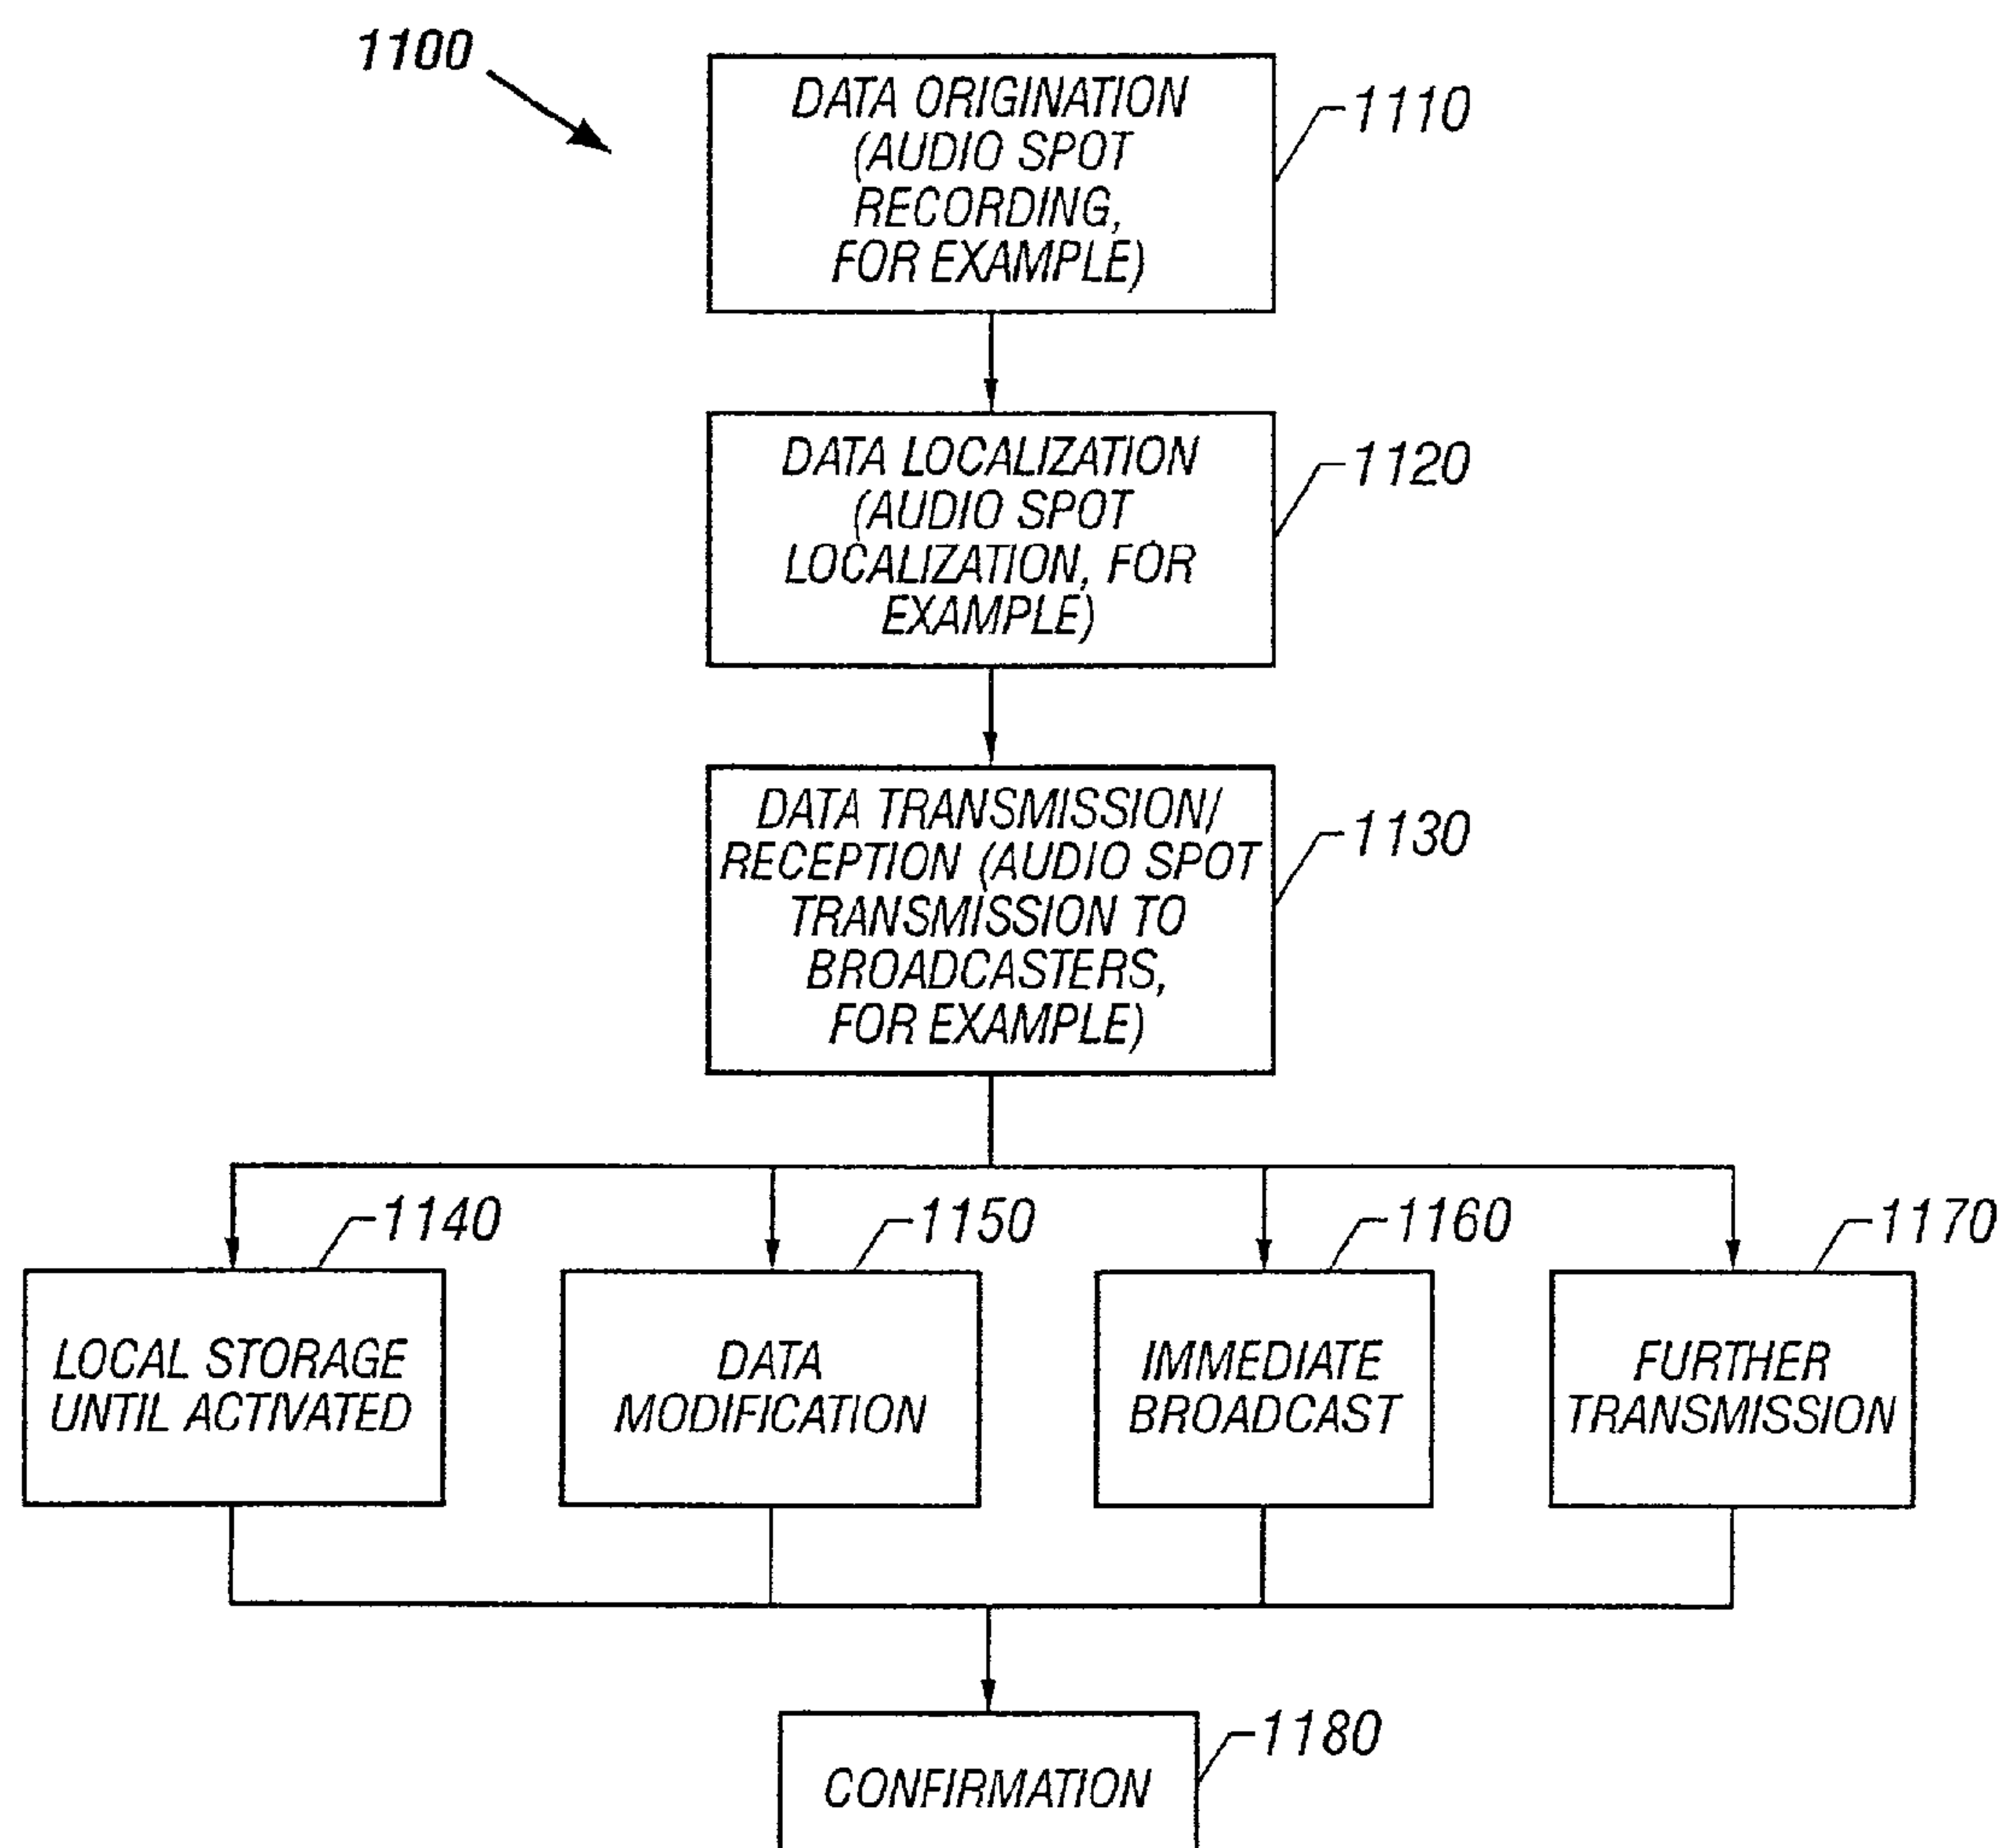 1100
DATA ORIGINATION
(AUDIO SPOT
RECORDING,
FOR EXAMPLE)
1110
DATA LOCALIZATION
(AUDIO SPOT
LOCALIZATION, FOR
EXAMPLE)
1120
DATA TRANSMISSION/
RECEPTION (AUDIO SPOT
TRANSMISSION TO
BROADCASTERS,
FOR EXAMPLE)
1130
1140
LOCAL STORAGE
UNTIL ACTIVATED
1150
DATA
MODIFICATION
1160
IMMEDIATE
BROADCAST
1170
FURTHER
TRANSMISSION
1180
CONFIRMATION